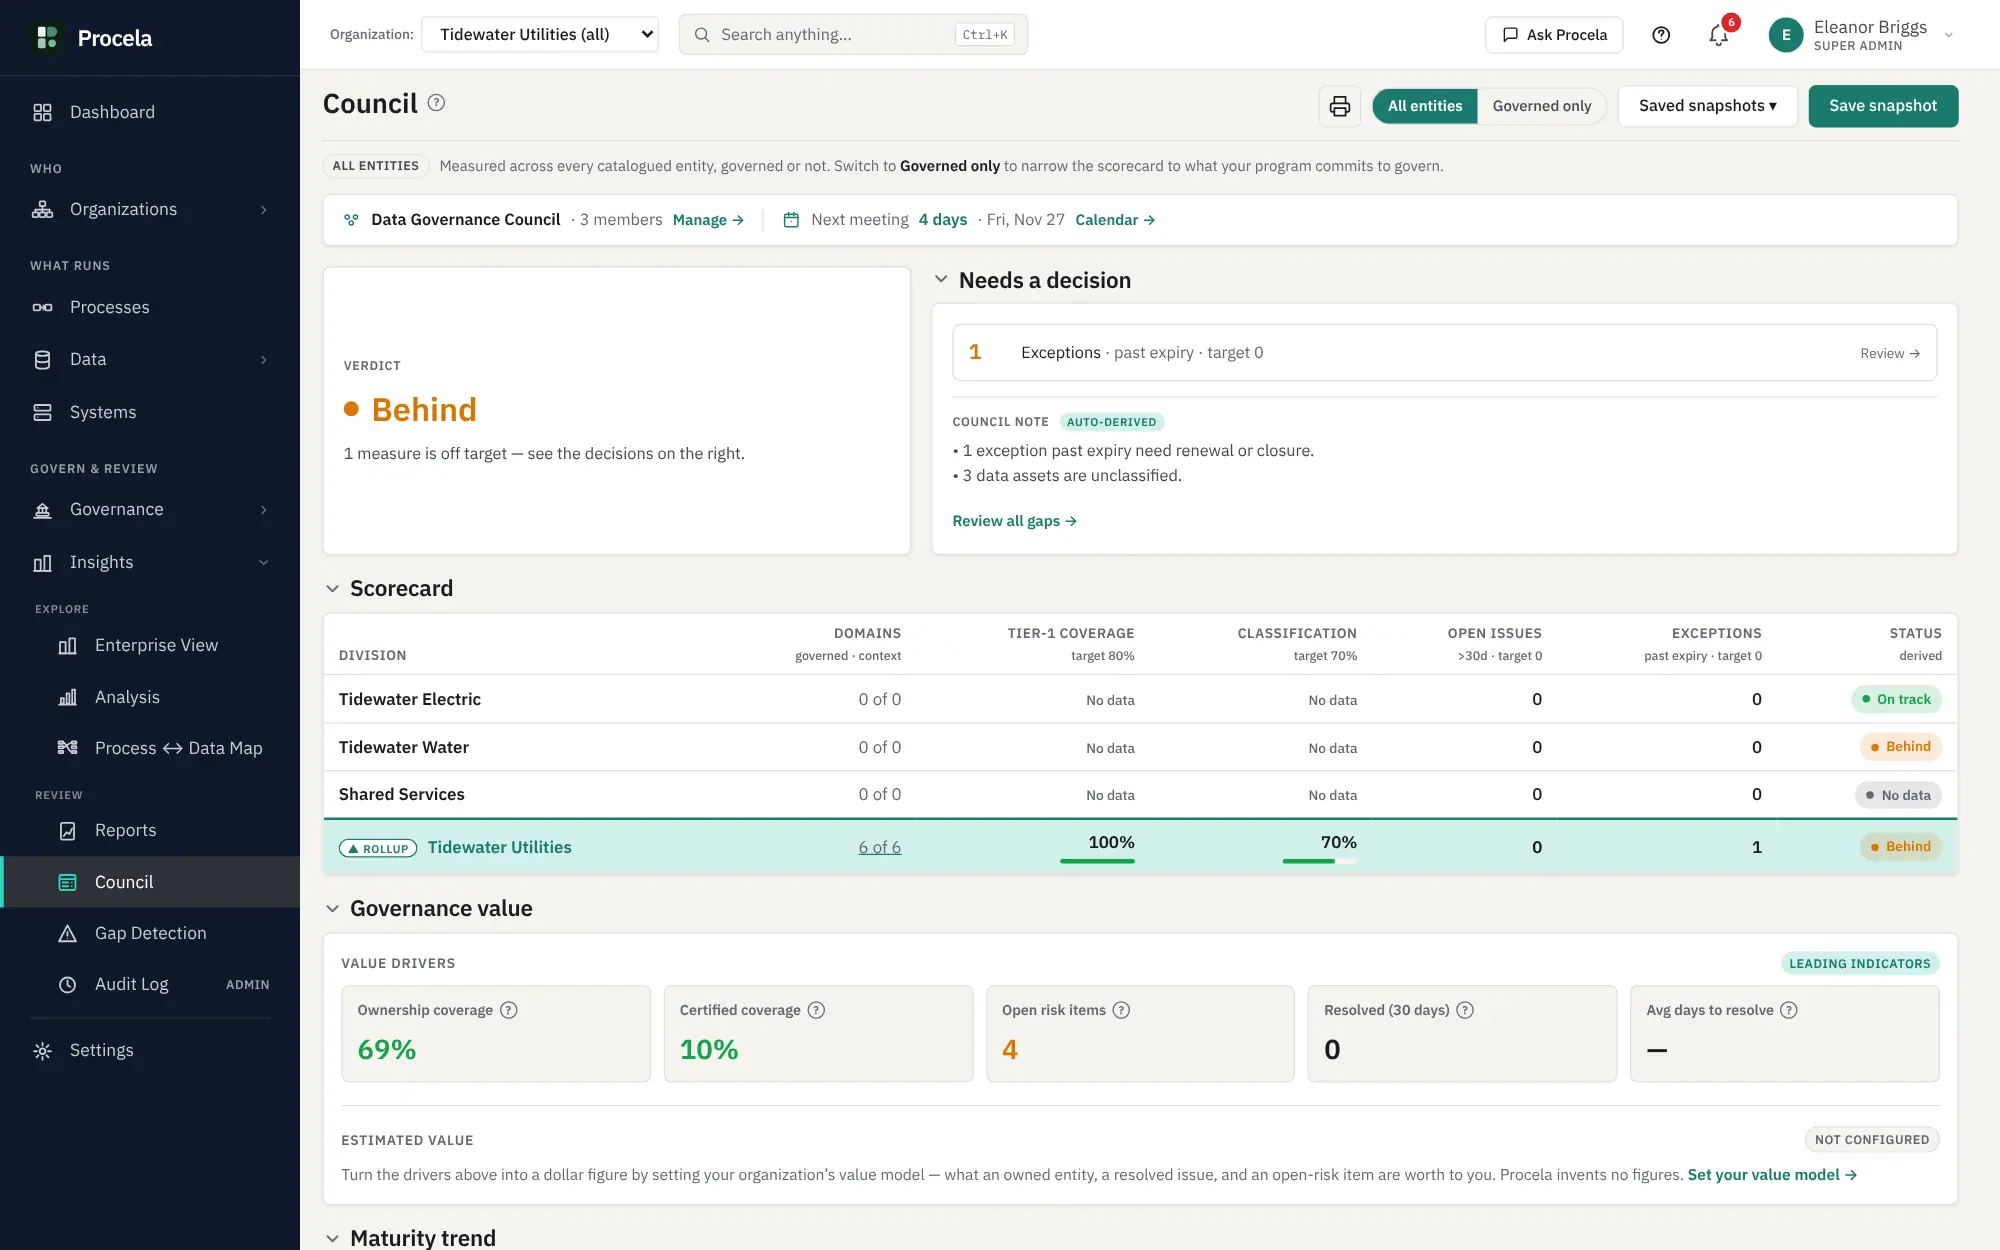 Procela
Organization: Tidewater Utilities (all) Search anything... Ctrl+K Ask Procela 6 E Eleanor Briggs
SUPER ADMIN
Dashboard
WHO
Organizations
WHAT RUNS
Processes
Data
Systems
GOVERN & REVIEW
Governance
Insights
EXPLORE
Enterprise View
Analysis
Process ↔ Data Map
REVIEW
Reports
Council
Gap Detection
Audit Log ADMIN
Settings
Council ? All entities Governed only Saved snapshots ▾ Save snapshot
ALL ENTITIES Measured across every catalogued entity, governed or not. Switch to Governed only to narrow the scorecard to what your program commits to govern.
Data Governance Council · 3 members Manage → Next meeting 4 days · Fri, Nov 27 Calendar →
VERDICT
Behind
1 measure is off target — see the decisions on the right.
Needs a decision
1 Exceptions · past expiry · target 0 Review →
COUNCIL NOTE AUTO-DERIVED
• 1 exception past expiry need renewal or closure.
• 3 data assets are unclassified.
Review all gaps →
Scorecard
DIVISION DOMAINS TIER-1 COVERAGE CLASSIFICATION OPEN ISSUES EXCEPTIONS STATUS
governed · context target 80% target 70% >30d · target 0 past expiry · target 0 derived
Tidewater Electric 0 of 0 No data No data 0 0 On track
Tidewater Water 0 of 0 No data No data 0 0 Behind
Shared Services 0 of 0 No data No data 0 0 No data
▲ ROLLUP Tidewater Utilities 6 of 6 100% 70% 0 1 Behind
Governance value
VALUE DRIVERS LEADING INDICATORS
Ownership coverage ? Certified coverage ? Open risk items ? Resolved (30 days) ? Avg days to resolve ?
69% 10% 4 0 —
ESTIMATED VALUE NOT CONFIGURED
Turn the drivers above into a dollar figure by setting your organization's value model — what an owned entity, a resolved issue, and an open-risk item are worth to you. Procela invents no figures. Set your value model →
Maturity trend